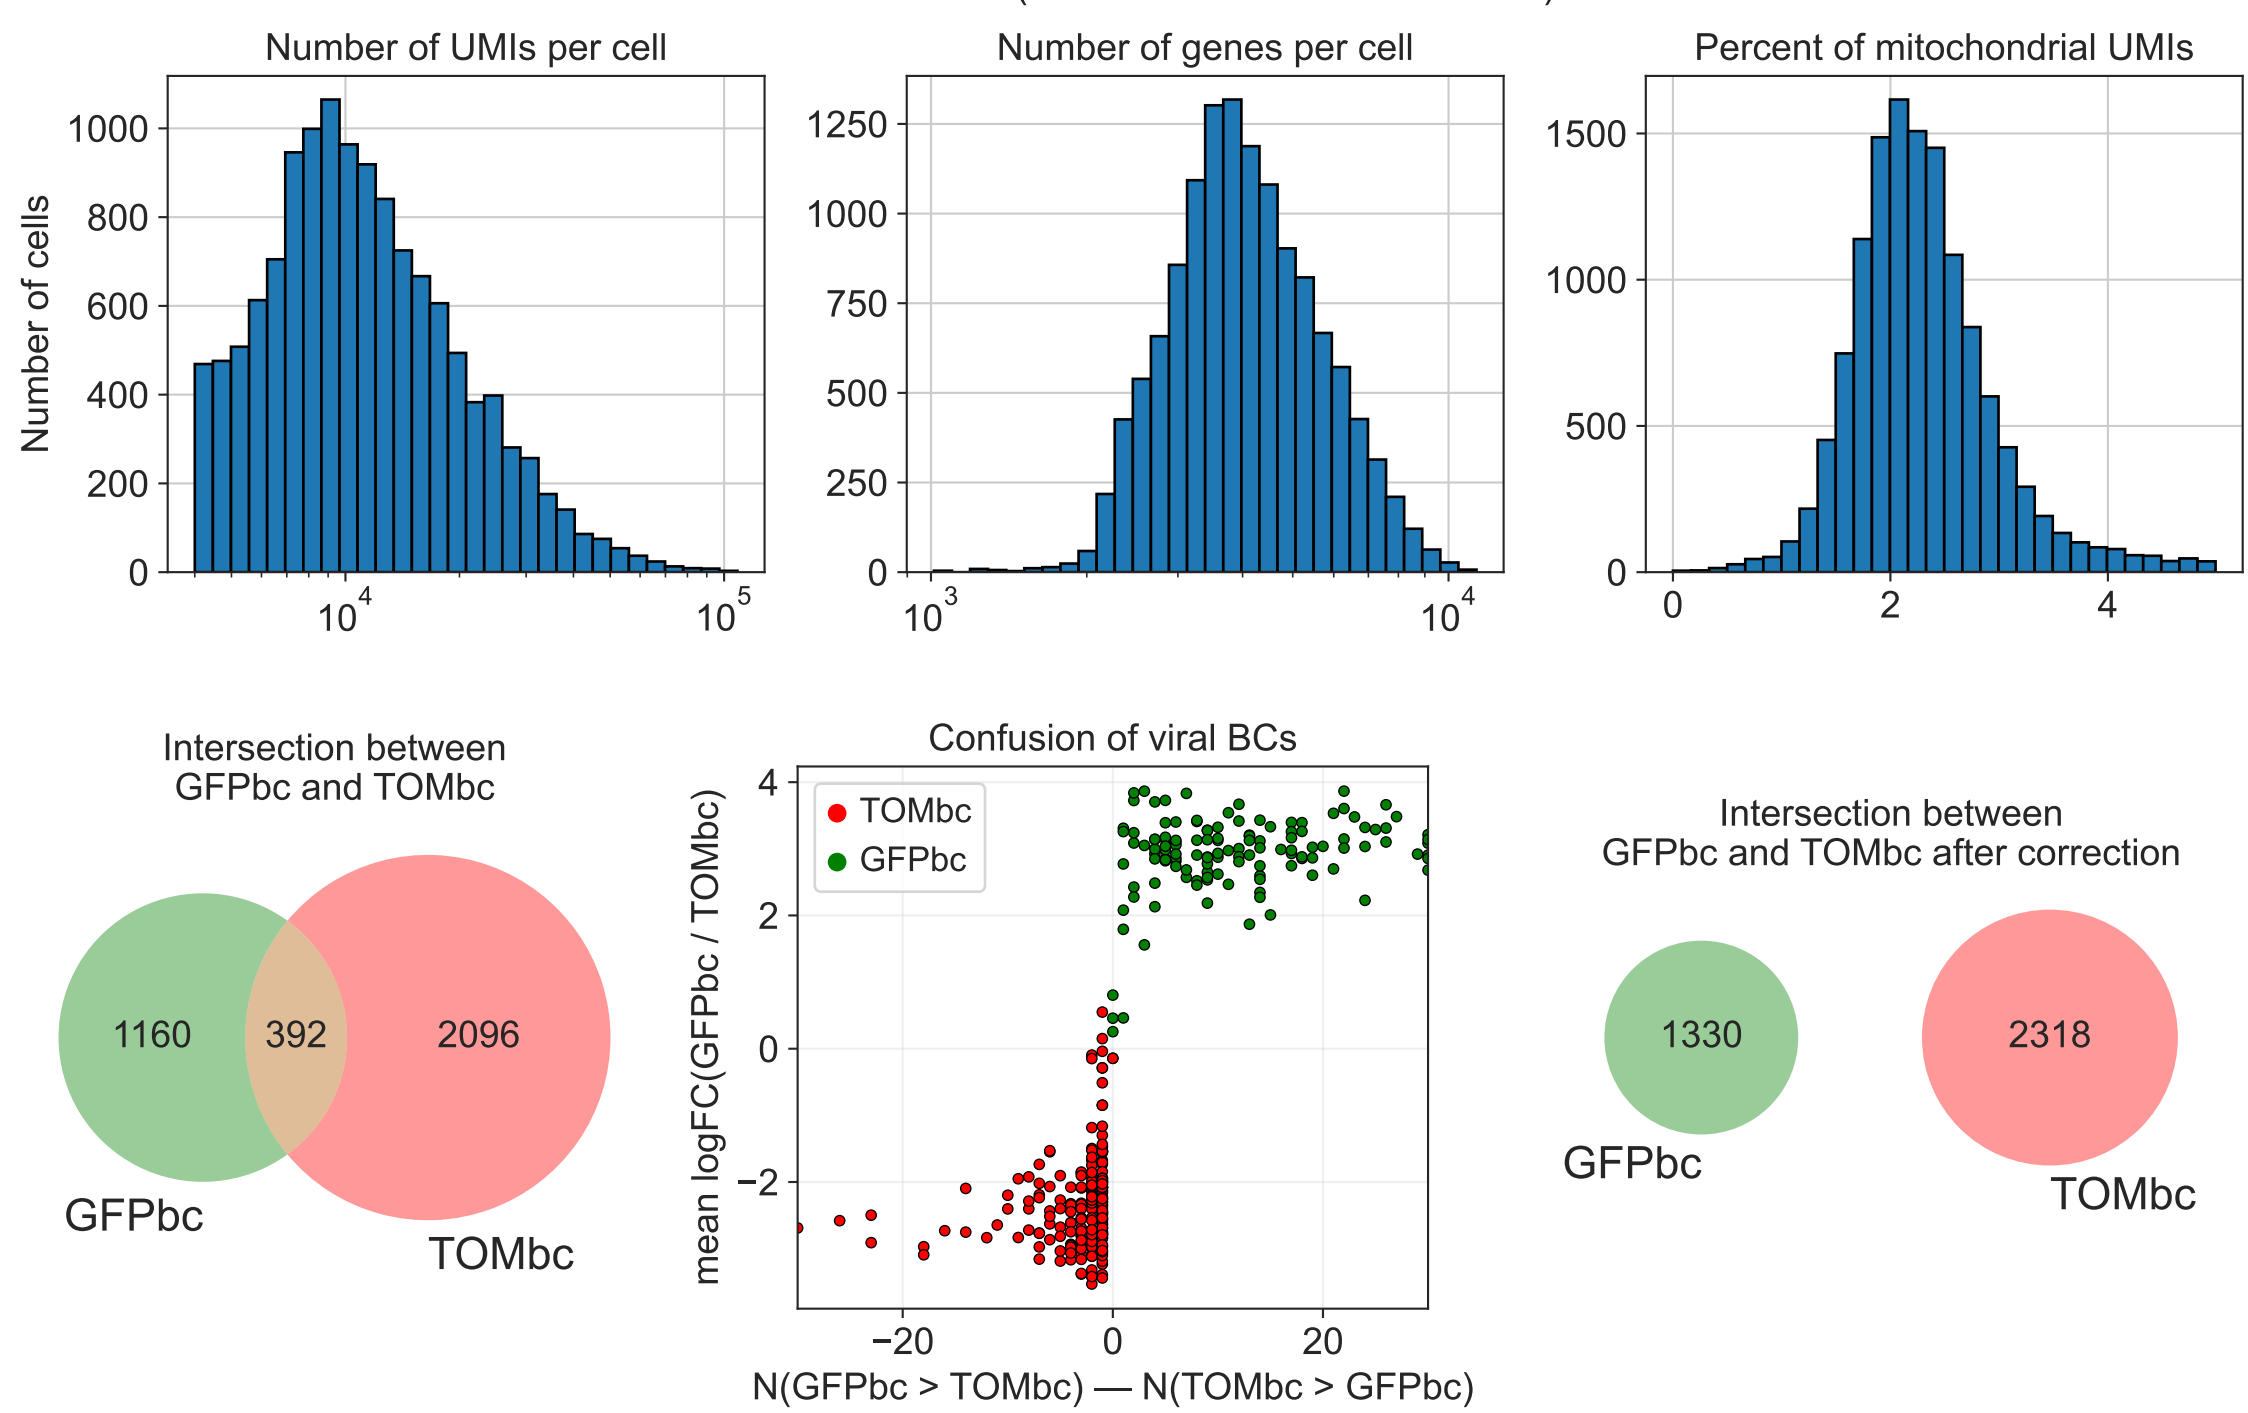 Number of UMIs per cell
Number of genes per cell
Percent of mitochondrial UMIs
Number of cells
1000
800
600
400
200
0
10^4
10^5
1250
1000
750
500
250
0
10^3
10^4
1500
1000
500
0
0
2
4
Intersection between
GFPbc and TOMbc
1160
392
2096
GFPbc
TOMbc
Confusion of viral BCs
mean logFC(GFPbc / TOMbc)
4
2
0
−2
TOMbc
GFPbc
−20
0
20
N(GFPbc > TOMbc) — N(TOMbc > GFPbc)
Intersection between
GFPbc and TOMbc after correction
1330
2318
GFPbc
TOMbc